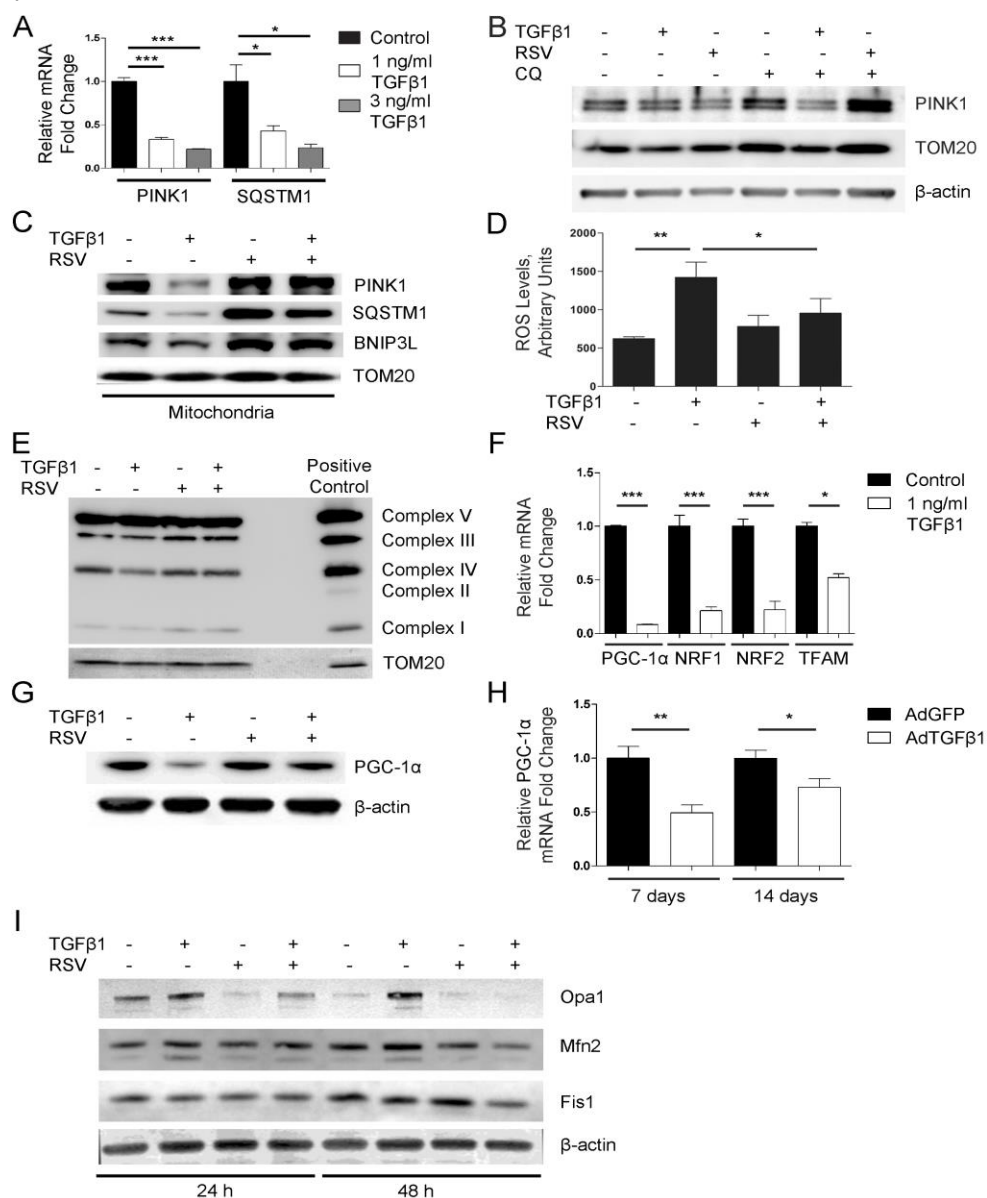 A
Relative mRNA
Fold Change
1.5
1.0
0.5
0.0
***
***
*
*
PINK1
SQSTM1
Control
1 ng/ml
TGFβ1
3 ng/ml
TGFβ1
B
TGFβ1 - + - - + -
RSV - - + - - +
CQ - - - + + +
PINK1
TOM20
β-actin
C
TGFβ1 - + - +
RSV - - + +
PINK1
SQSTM1
BNIP3L
TOM20
Mitochondria
D
ROS Levels,
Arbitrary Units
2000
1500
1000
500
0
**
*
TGFβ1 - + - +
RSV - - + +
E
TGFβ1 - + - +
RSV - - + +
Positive
Control
Complex V
Complex III
Complex IV
Complex II
Complex I
TOM20
F
Relative mRNA
Fold Change
1.5
1.0
0.5
0.0
***
***
***
*
PGC-1α NRF1 NRF2 TFAM
Control
1 ng/ml
TGFβ1
G
TGFβ1 - + - +
RSV - - + +
PGC-1α
β-actin
H
Relative PGC-1α
mRNA Fold Change
1.5
1.0
0.5
0.0
**
*
7 days
14 days
AdGFP
AdTGFβ1
I
TGFβ1 - + - + - + - +
RSV - - + + - - + +
Opa1
Mfn2
Fis1
β-actin
24 h
48 h